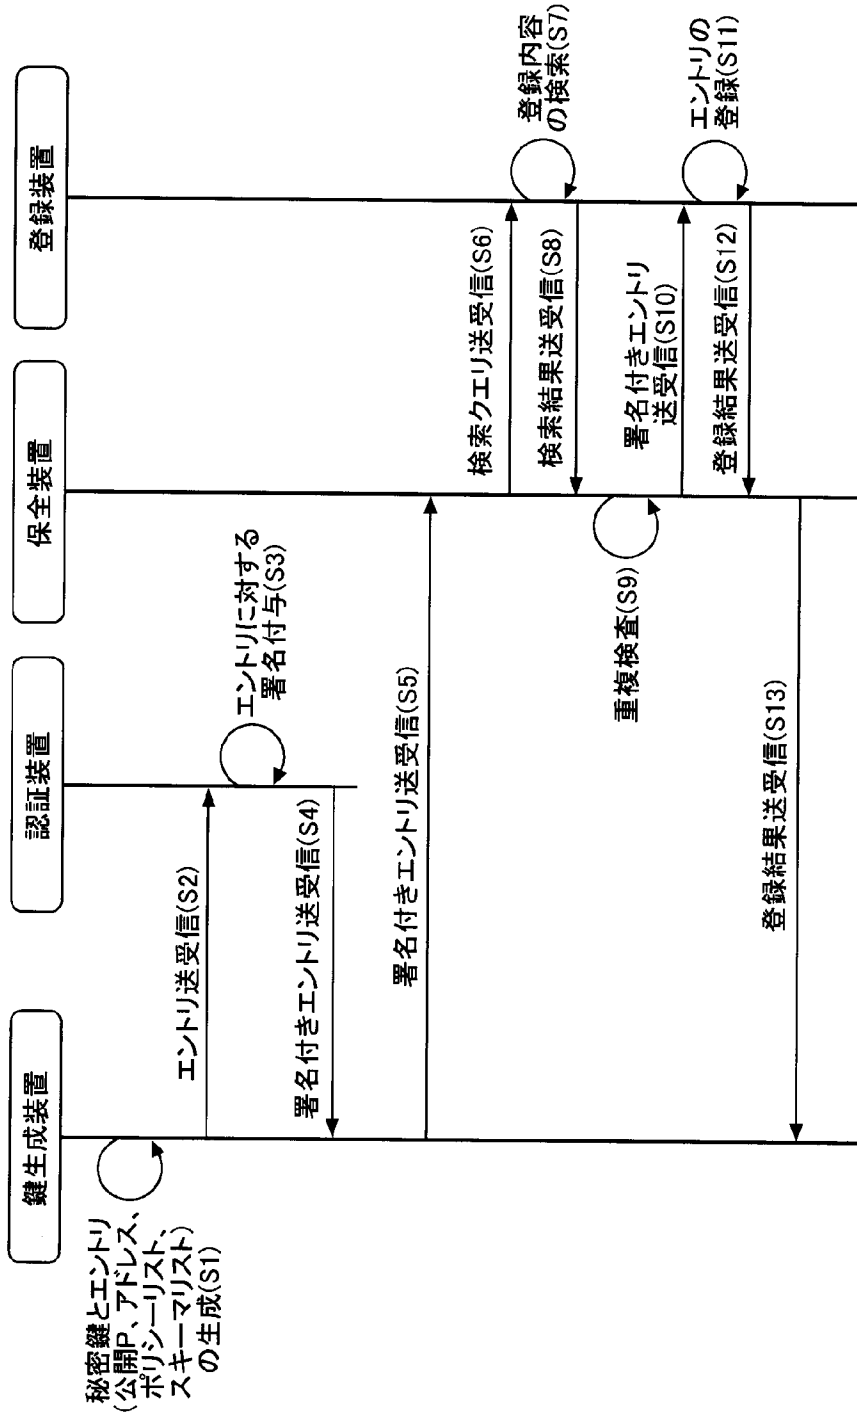 鍵生成装置
認証装置
保全装置
登録装置
秘密鍵とエントリ
(公開P、アドレス、
ポリシーリスト、
スキーマリスト)
の生成(S1)
エントリ送受信(S2)
エントリに対する
署名付与(S3)
署名付きエントリ送受信(S4)
署名付きエントリ送受信(S5)
検索クエリ送受信(S6)
登録内容
の検索(S7)
検索結果送受信(S8)
重複検査(S9)
署名付きエントリ
送受信(S10)
エントリの
登録(S11)
登録結果送受信(S12)
登録結果送受信(S13)